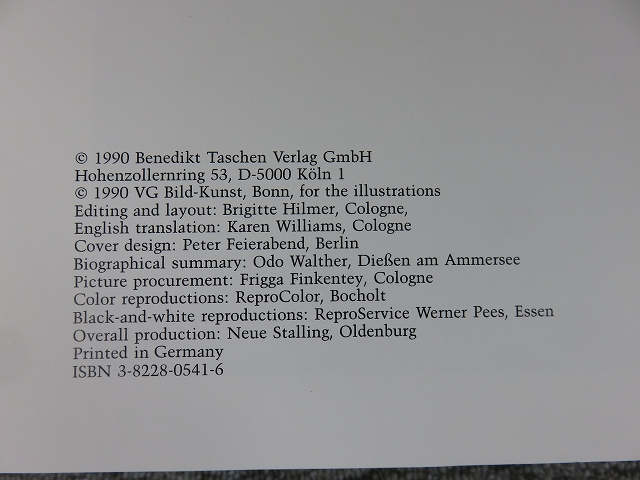 © 1990 Benedikt Taschen Verlag GmbH
Hohenzollernring 53, D-5000 Köln 1
© 1990 VG Bild-Kunst, Bonn, for the illustrations
Editing and layout: Brigitte Hilmer, Cologne,
English translation: Karen Williams, Cologne
Cover design: Peter Feierabend, Berlin
Biographical summary: Odo Walther, Dießen am Ammersee
Picture procurement: Frigga Finkentey, Cologne
Color reproductions: ReproColor, Bocholt
Black-and-white reproductions: ReproService Werner Pees, Essen
Overall production: Neue Stalling, Oldenburg
Printed in Germany
ISBN 3-8228-0541-6